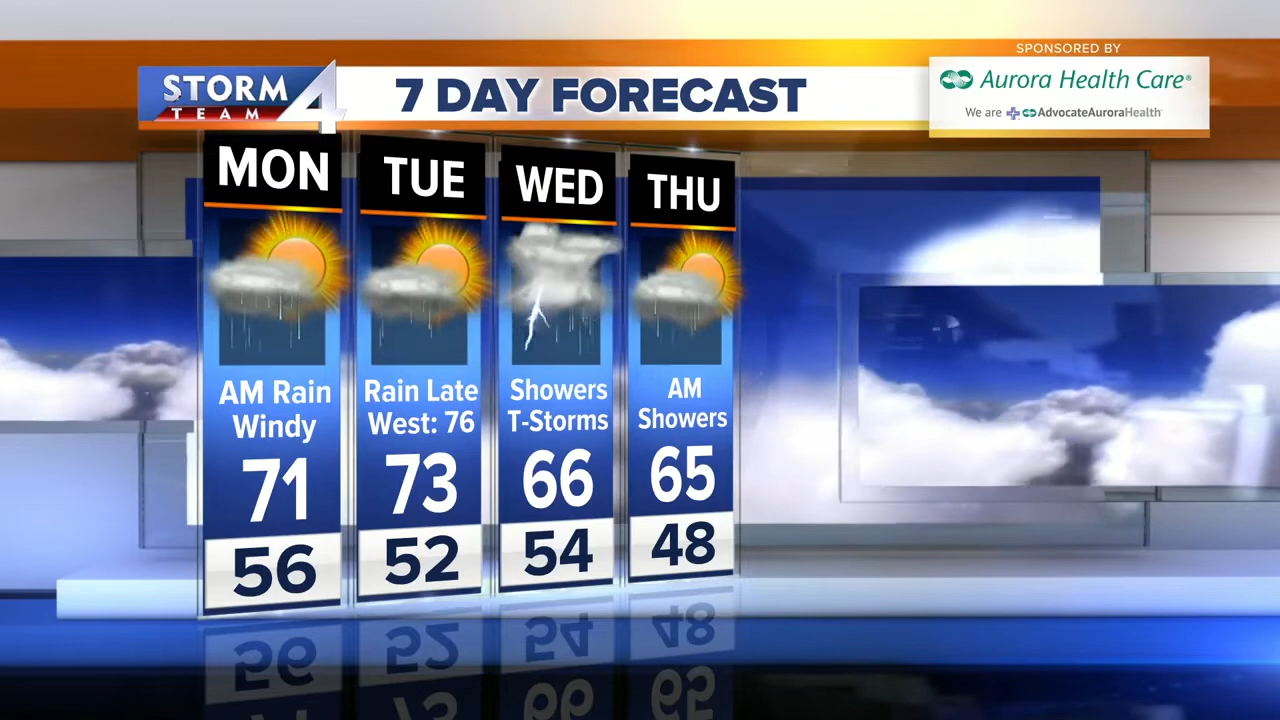 SPONSORED BY
Aurora Health Care®
We are AdvocateAuroraHealth
STORM
TEAM
4
7 DAY FORECAST
MON
AM Rain
Windy
71
56
TUE
Rain Late
West: 76
73
52
WED
Showers
T-Storms
66
54
THU
AM
Showers
65
48